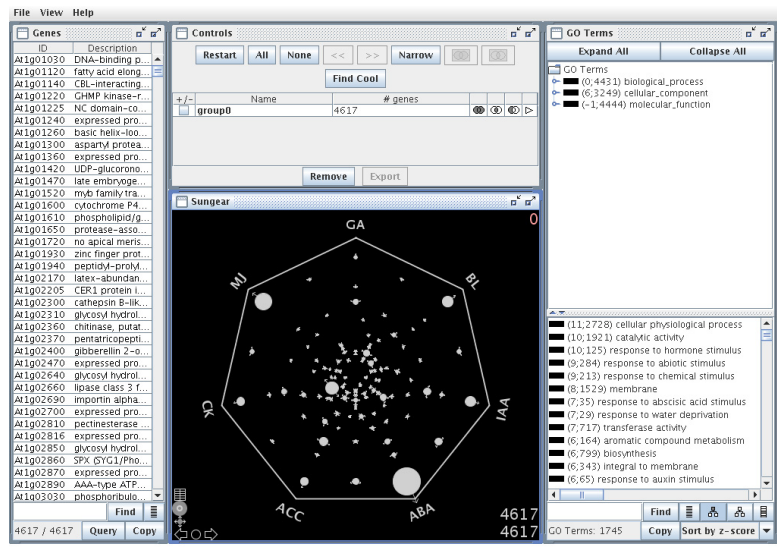 File View Help
Genes
ID Description
At1g01030 DNA-binding p...
At1g01120 fatty acid elong...
At1g01140 CBL-interacting...
At1g01220 GHMP kinase-r...
At1g01225 NC domain-co...
At1g01240 expressed pro...
At1g01260 basic helix-loo...
At1g01300 aspartyl protea...
At1g01360 expressed pro...
At1g01420 UDP-glucorono...
At1g01470 late embryoge...
At1g01520 myb family tra...
At1g01600 cytochrome P4...
At1g01610 phospholipid/g...
At1g01650 protease-asso...
At1g01720 no apical meris...
At1g01930 zinc finger prot...
At1g01940 peptidyl-prolyl...
At1g02170 latex-abundan...
At1g02205 CER1 protein i...
At1g02300 cathepsin B-lik...
At1g02310 glycosyl hydrol...
At1g02360 chitinase, putat...
At1g02370 pentatricopepti...
At1g02400 gibberellin 2-o...
At1g02470 expressed pro...
At1g02640 glycosyl hydrol...
At1g02660 lipase class 3 f...
At1g02690 importin alpha...
At1g02700 expressed pro...
At1g02810 pectinesterase ...
At1g02816 expressed pro...
At1g02850 glycosyl hydrol...
At1g02860 SPX (SYG1/Pho...
At1g02870 expressed pro...
At1g02890 AAA-type ATP...
At1g03030 phosphoribulo...
Find
4617 / 4617 Query Copy
Controls
Restart All None << >> Narrow
Find Cool
+/- Name # genes
group0 4617
Remove Export
Sungear
0
GA
BL
IAA
ABA
ACC
CK
MJ
4617
4617
GO Terms
Expand All Collapse All
GO Terms
(0;4431) biological_process
(6;3249) cellular_component
(-1;4444) molecular_function
(11;2728) cellular physiological process
(10;1921) catalytic activity
(10;125) response to hormone stimulus
(9;284) response to abiotic stimulus
(9;213) response to chemical stimulus
(8;1529) membrane
(7;35) response to abscisic acid stimulus
(7;29) response to water deprivation
(7;717) transferase activity
(6;164) aromatic compound metabolism
(6;799) biosynthesis
(6;343) integral to membrane
(6;65) response to auxin stimulus
Find
GO Terms: 1745 Copy Sort by z-score